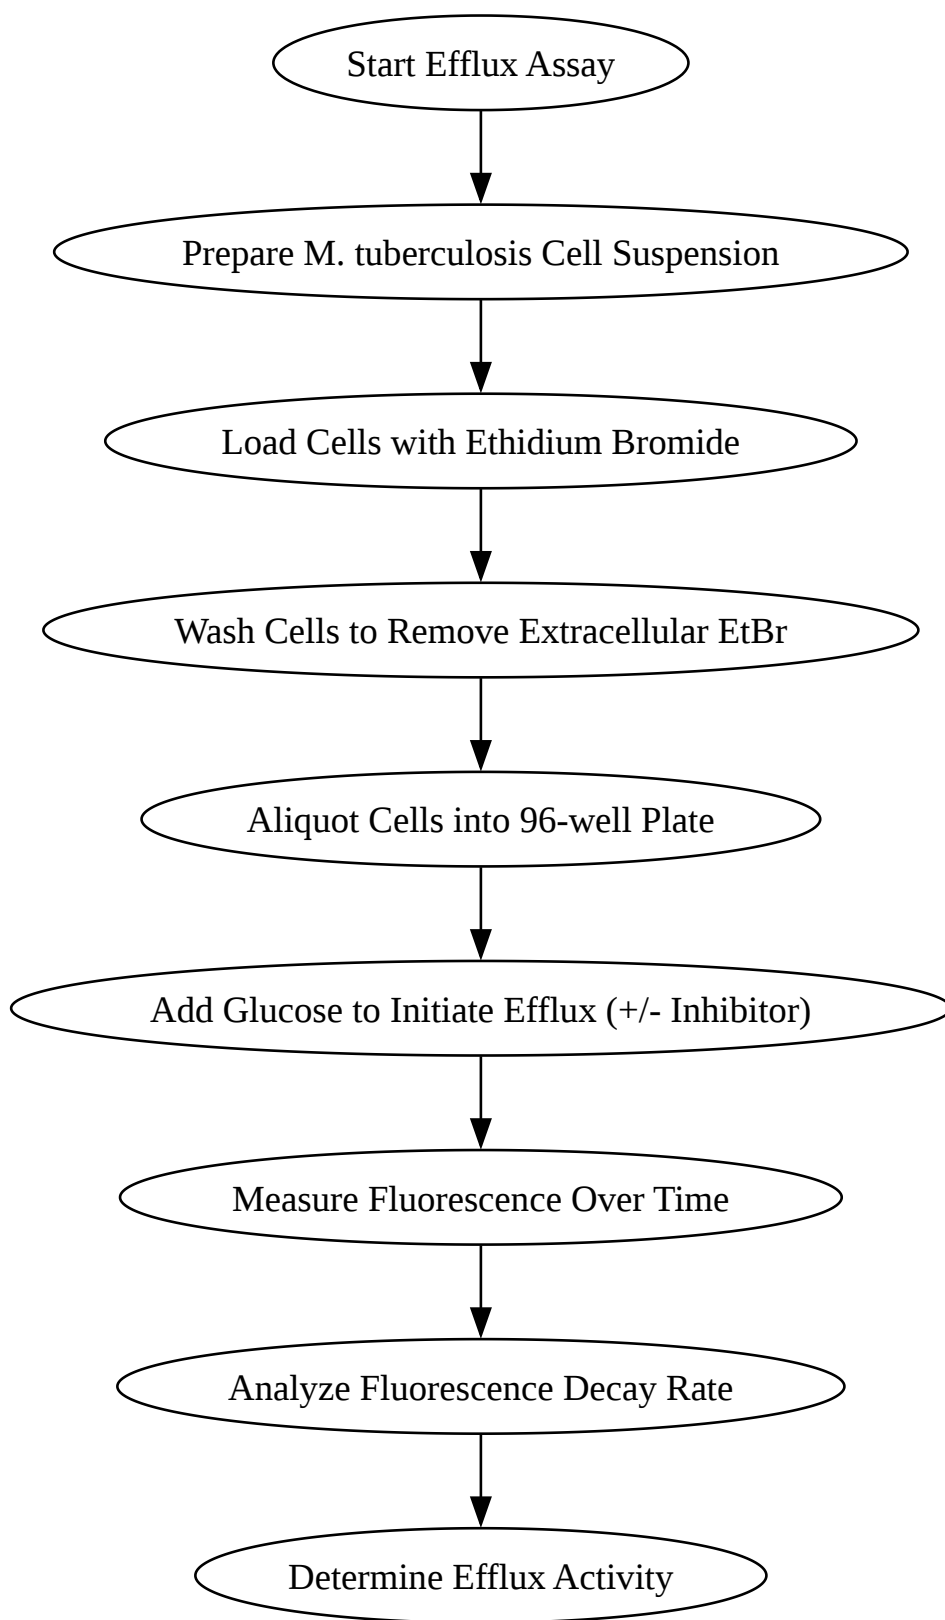 Start Efflux Assay
Prepare M. tuberculosis Cell Suspension
Load Cells with Ethidium Bromide
Wash Cells to Remove Extracellular EtBr
Aliquot Cells into 96-well Plate
Add Glucose to Initiate Efflux (+/- Inhibitor)
Measure Fluorescence Over Time
Analyze Fluorescence Decay Rate
Determine Efflux Activity